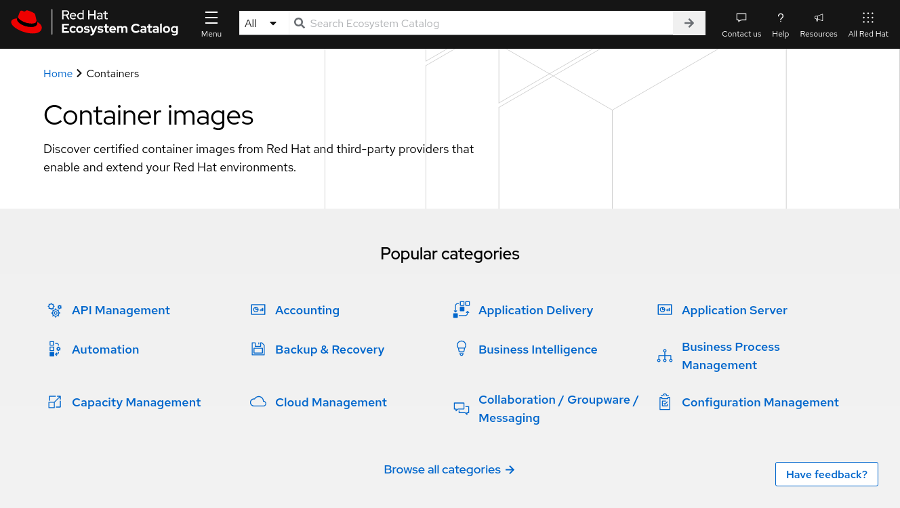 Red Hat
Ecosystem Catalog
Menu
All
Search Ecosystem Catalog
Contact us
Help
Resources
All Red Hat
Home
Containers
Container images
Discover certified container images from Red Hat and third-party providers that
enable and extend your Red Hat environments.
Popular categories
API Management
Accounting
Application Delivery
Application Server
Automation
Backup & Recovery
Business Intelligence
Business Process
Management
Capacity Management
Cloud Management
Collaboration / Groupware /
Messaging
Configuration Management
Browse all categories
Have feedback?